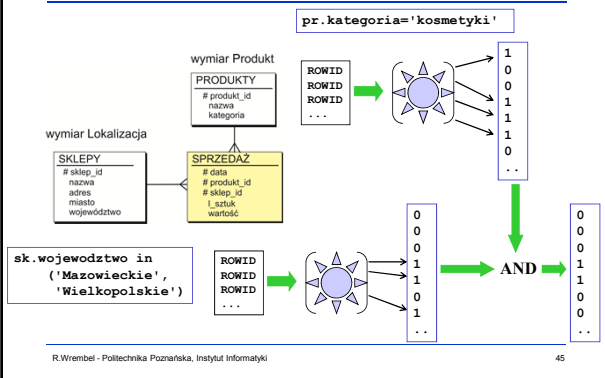 pr.kategoria='kosmetyki'
wymiar Produkt
PRODUKTY
# produkt_id
nazwa
kategoria
ROWID
ROWID
ROWID
...
1
0
0
1
1
1
0
..
wymiar Lokalizacja
SKLEPY
# sklep_id
nazwa
adres
miasto
województwo
SPRZEDAŻ
# data
# produkt_id
# sklep_id
l_sztuk
wartość
sk.wojewodztwo in
('Mazowieckie',
'Wielkopolskie')
ROWID
ROWID
ROWID
...
0
0
0
1
1
0
1
..
AND
0
0
0
1
1
0
0
..
R.Wrembel - Politechnika Poznańska, Instytut Informatyki
45